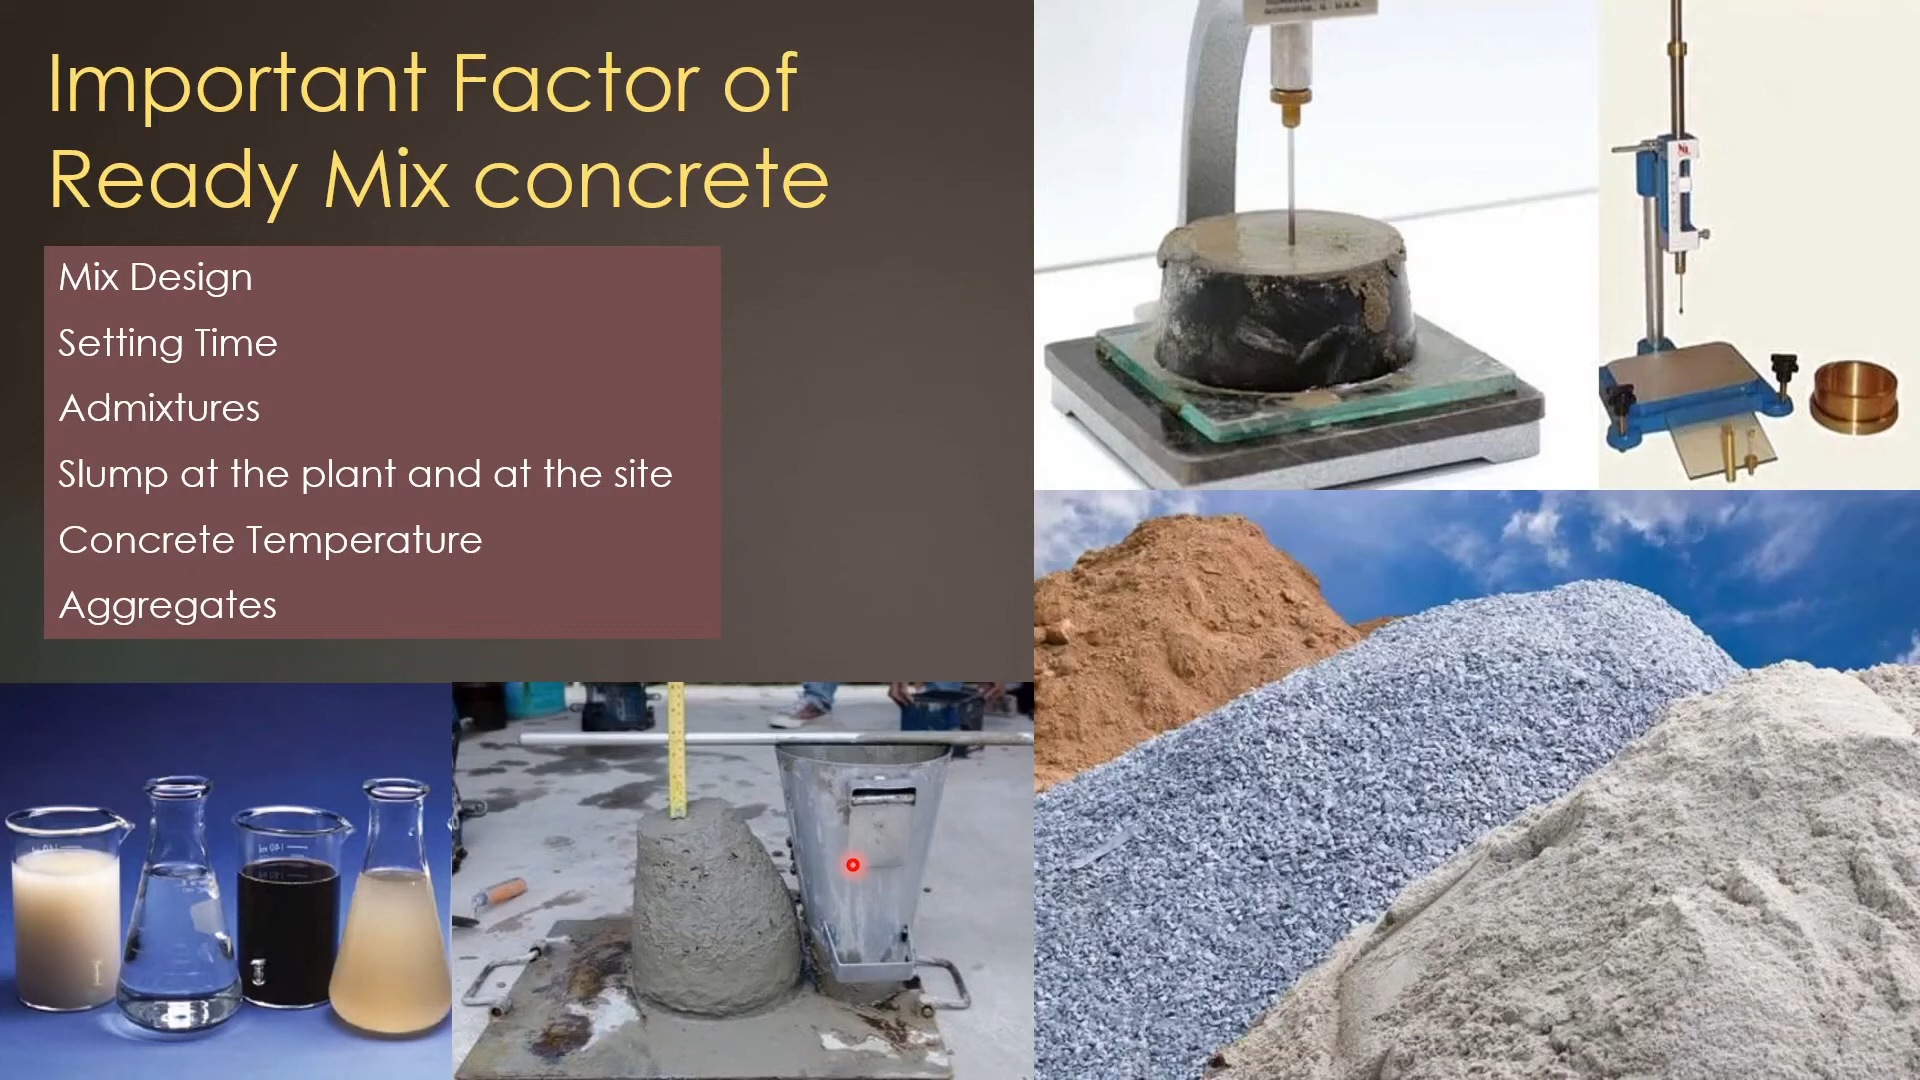 Important Factor of
Ready Mix concrete
Mix Design
Setting Time
Admixtures
Slump at the plant and at the site
Concrete Temperature
Aggregates